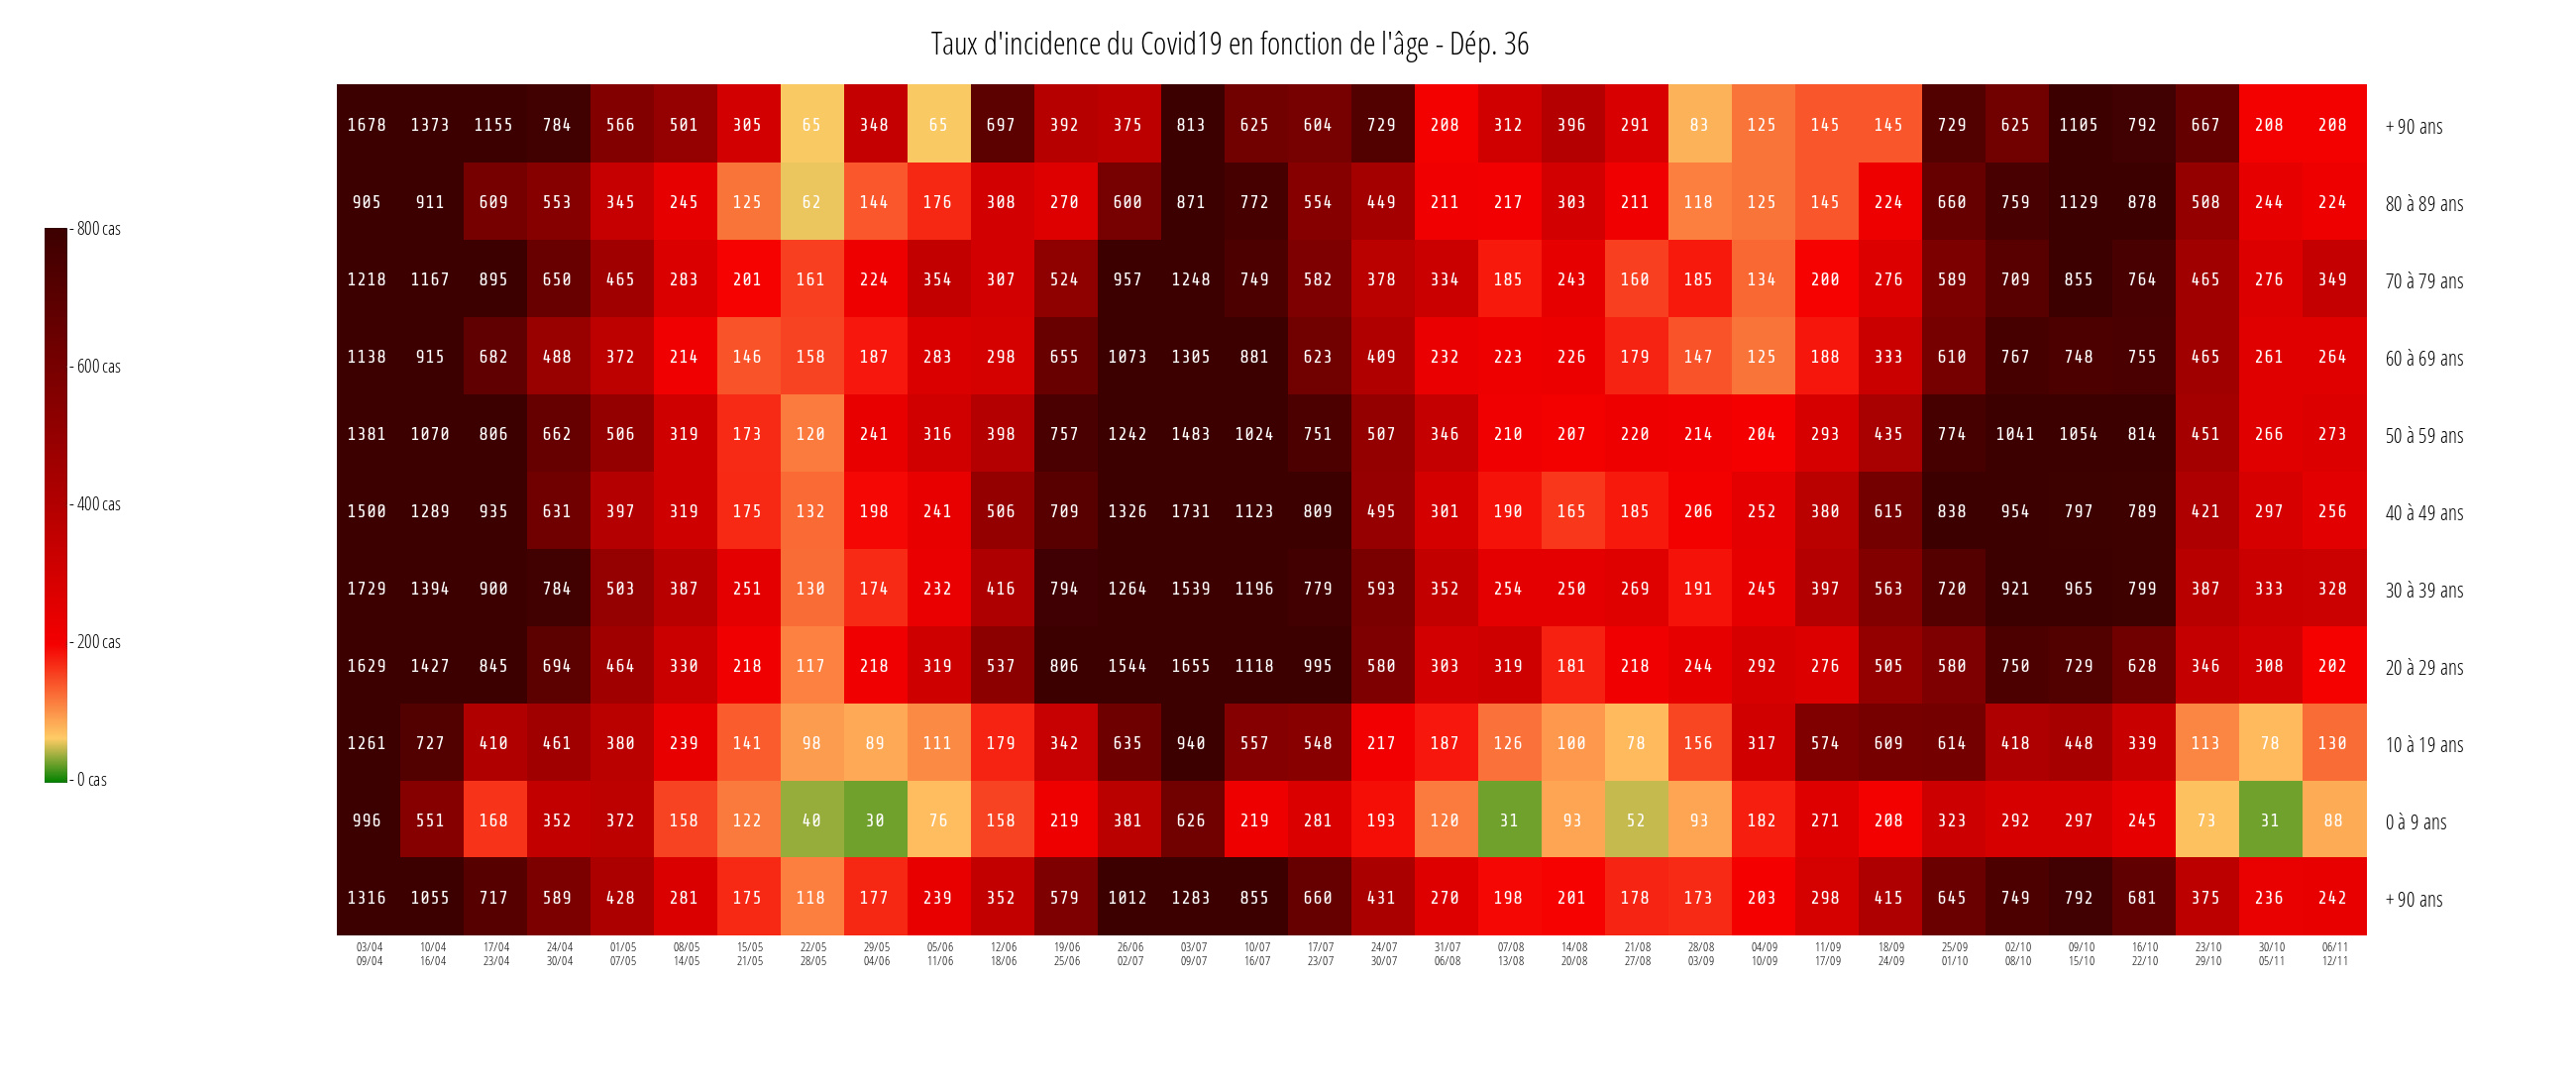 Taux d'incidence du Covid19 en fonction de l'âge - Dép. 36
1678 1373 1155 784 566 501 305 65 348 65 697 392 375 813 625 604 729 208 312 396 291 83 125 145 145 729 625 1105 792 667 208 208 + 90 ans
905 911 609 553 345 245 125 62 144 176 308 270 600 871 772 554 449 211 217 303 211 118 125 145 224 660 759 1129 878 508 244 224 80 à 89 ans
- 800 cas
1218 1167 895 650 465 283 201 161 224 354 307 524 957 1248 749 582 378 334 185 243 160 185 134 200 276 589 709 855 764 465 276 349 70 à 79 ans
1138 915 682 488 372 214 146 158 187 283 298 655 1073 1305 881 623 409 232 223 226 179 147 125 188 333 610 767 748 755 465 261 264 60 à 69 ans
- 600 cas
1381 1070 806 662 506 319 173 120 241 316 398 757 1242 1483 1024 751 507 346 210 207 220 214 204 293 435 774 1041 1054 814 451 266 273 50 à 59 ans
- 400 cas
1500 1289 935 631 397 319 175 132 198 241 506 709 1326 1731 1123 809 495 301 190 165 185 206 252 380 615 838 954 797 789 421 297 256 40 à 49 ans
1729 1394 900 784 503 387 251 130 174 232 416 794 1264 1539 1196 779 593 352 254 250 269 191 245 397 563 720 921 965 799 387 333 328 30 à 39 ans
- 200 cas
1629 1427 845 694 464 330 218 117 218 319 537 806 1544 1655 1118 995 580 303 319 181 218 244 292 276 505 580 750 729 628 346 308 202 20 à 29 ans
1261 727 410 461 380 239 141 98 89 111 179 342 635 940 557 548 217 187 126 100 78 156 317 574 609 614 418 448 339 113 78 130 10 à 19 ans
- 0 cas
996 551 168 352 372 158 122 40 30 76 158 219 381 626 219 281 193 120 31 93 52 93 182 271 208 323 292 297 245 73 31 88 0 à 9 ans
1316 1055 717 589 428 281 175 118 177 239 352 579 1012 1283 855 660 431 270 198 201 178 173 203 298 415 645 749 792 681 375 236 242 + 90 ans
03/04 10/04 17/04 24/04 01/05 08/05 15/05 22/05 29/05 05/06 12/06 19/06 26/06 03/07 10/07 17/07 24/07 31/07 07/08 14/08 21/08 28/08 04/09 11/09 18/09 25/09 02/10 09/10 16/10 23/10 30/10 06/11
09/04 16/04 23/04 30/04 07/05 14/05 21/05 28/05 04/06 11/06 18/06 25/06 02/07 09/07 16/07 23/07 30/07 06/08 13/08 20/08 27/08 03/09 10/09 17/09 24/09 01/10 08/10 15/10 22/10 29/10 05/11 12/11